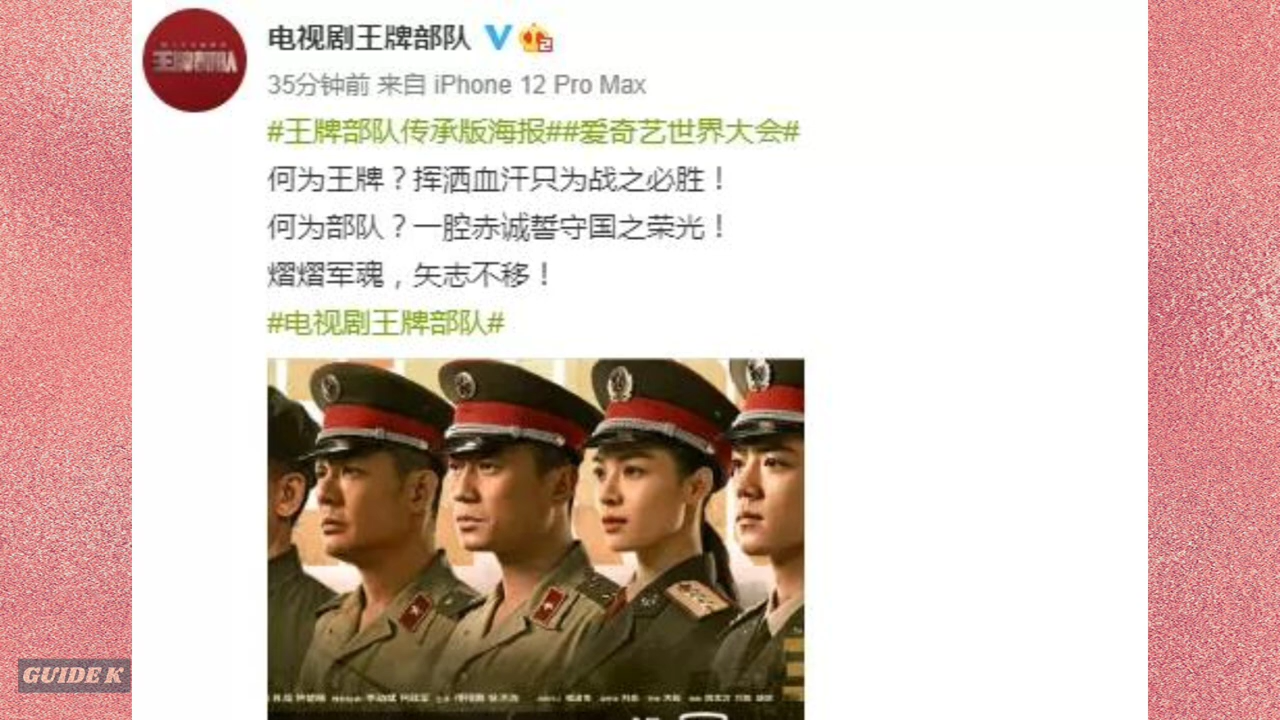 电视剧王牌部队
35分钟前 来自 iPhone 12 Pro Max
#王牌部队传承版海报##爱奇艺世界大会#
何为王牌？挥洒血汗只为战之必胜！
何为部队？一腔赤诚誓守国之荣光！
熠熠军魂，矢志不移！
#电视剧王牌部队#
GUIDE K